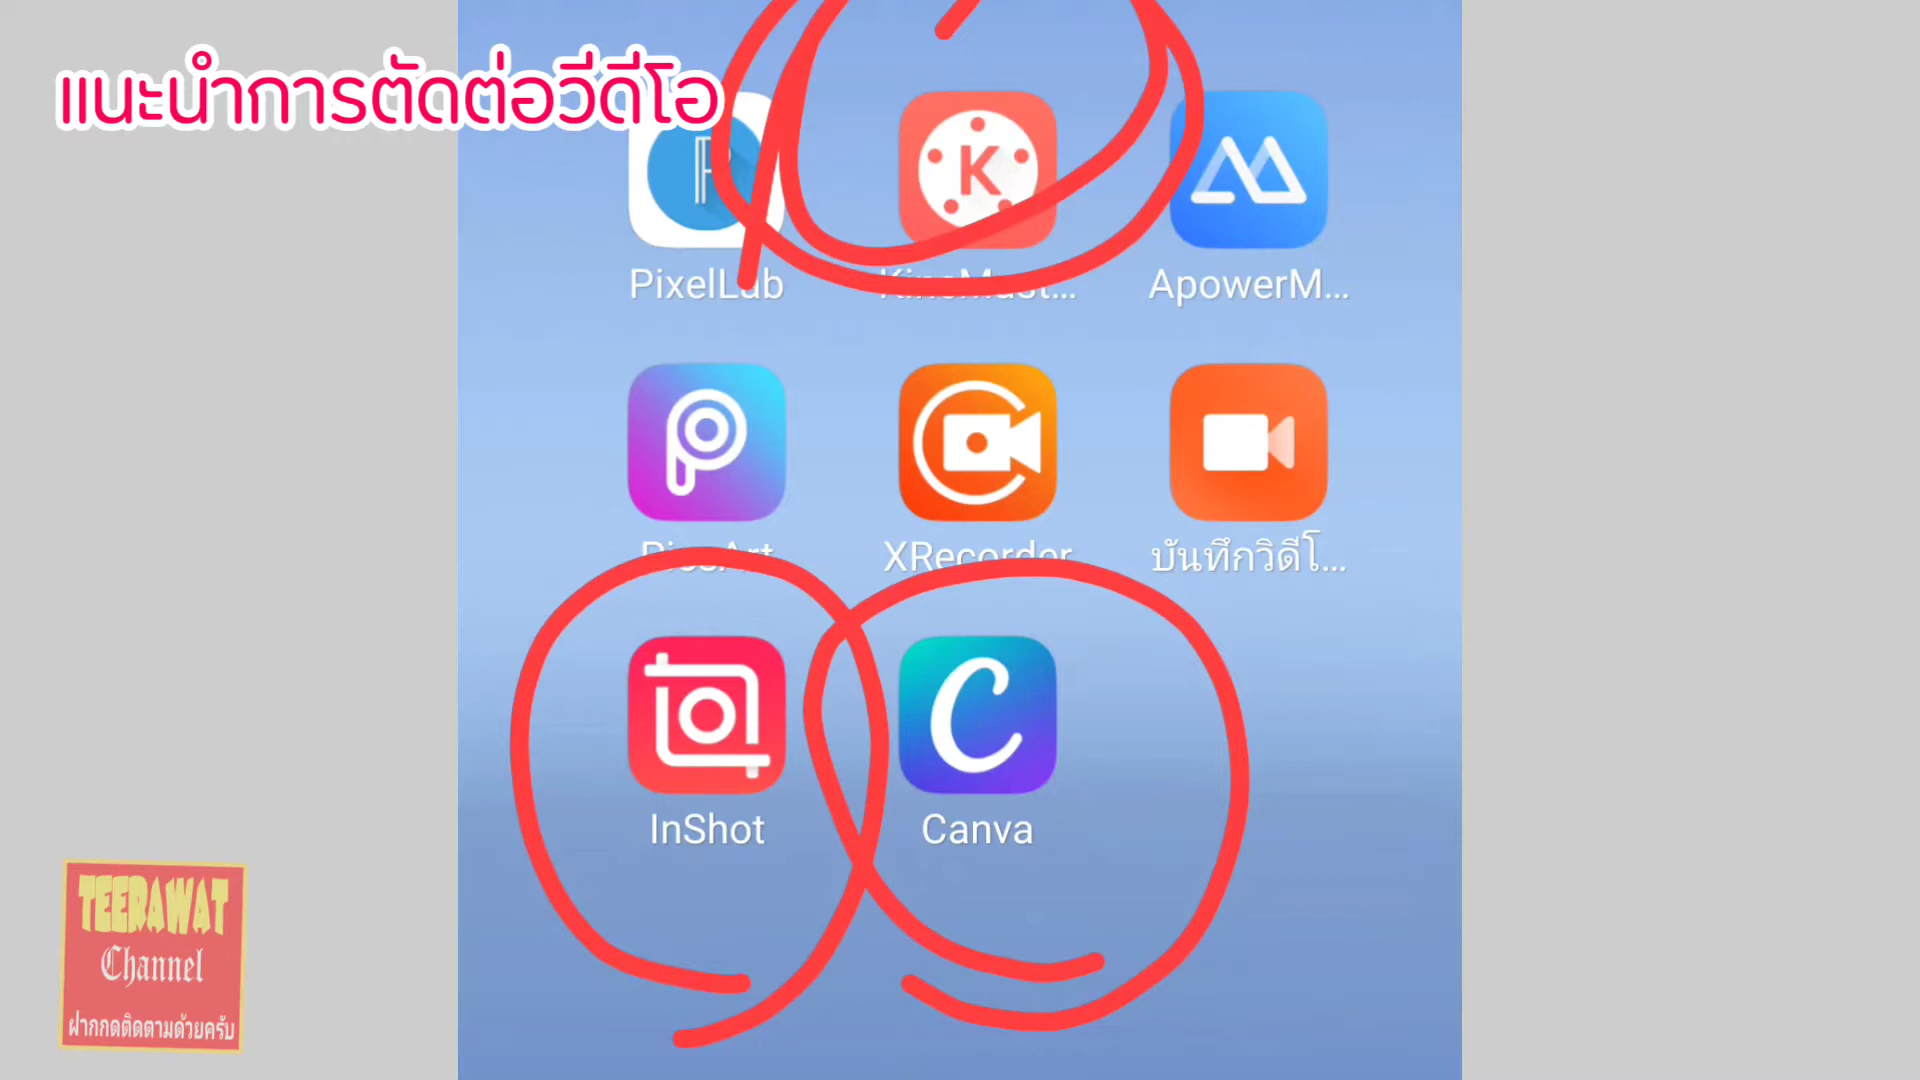 แนะนำการตัดต่อวีดีโอ
PixelLab
KineMast...
ApowerM...
PicsArt
XRecorder
บันทึกวิดีโ...
InShot
Canva
TEERAWAT
Channel
ฝากกดติดตามด้วยครับ